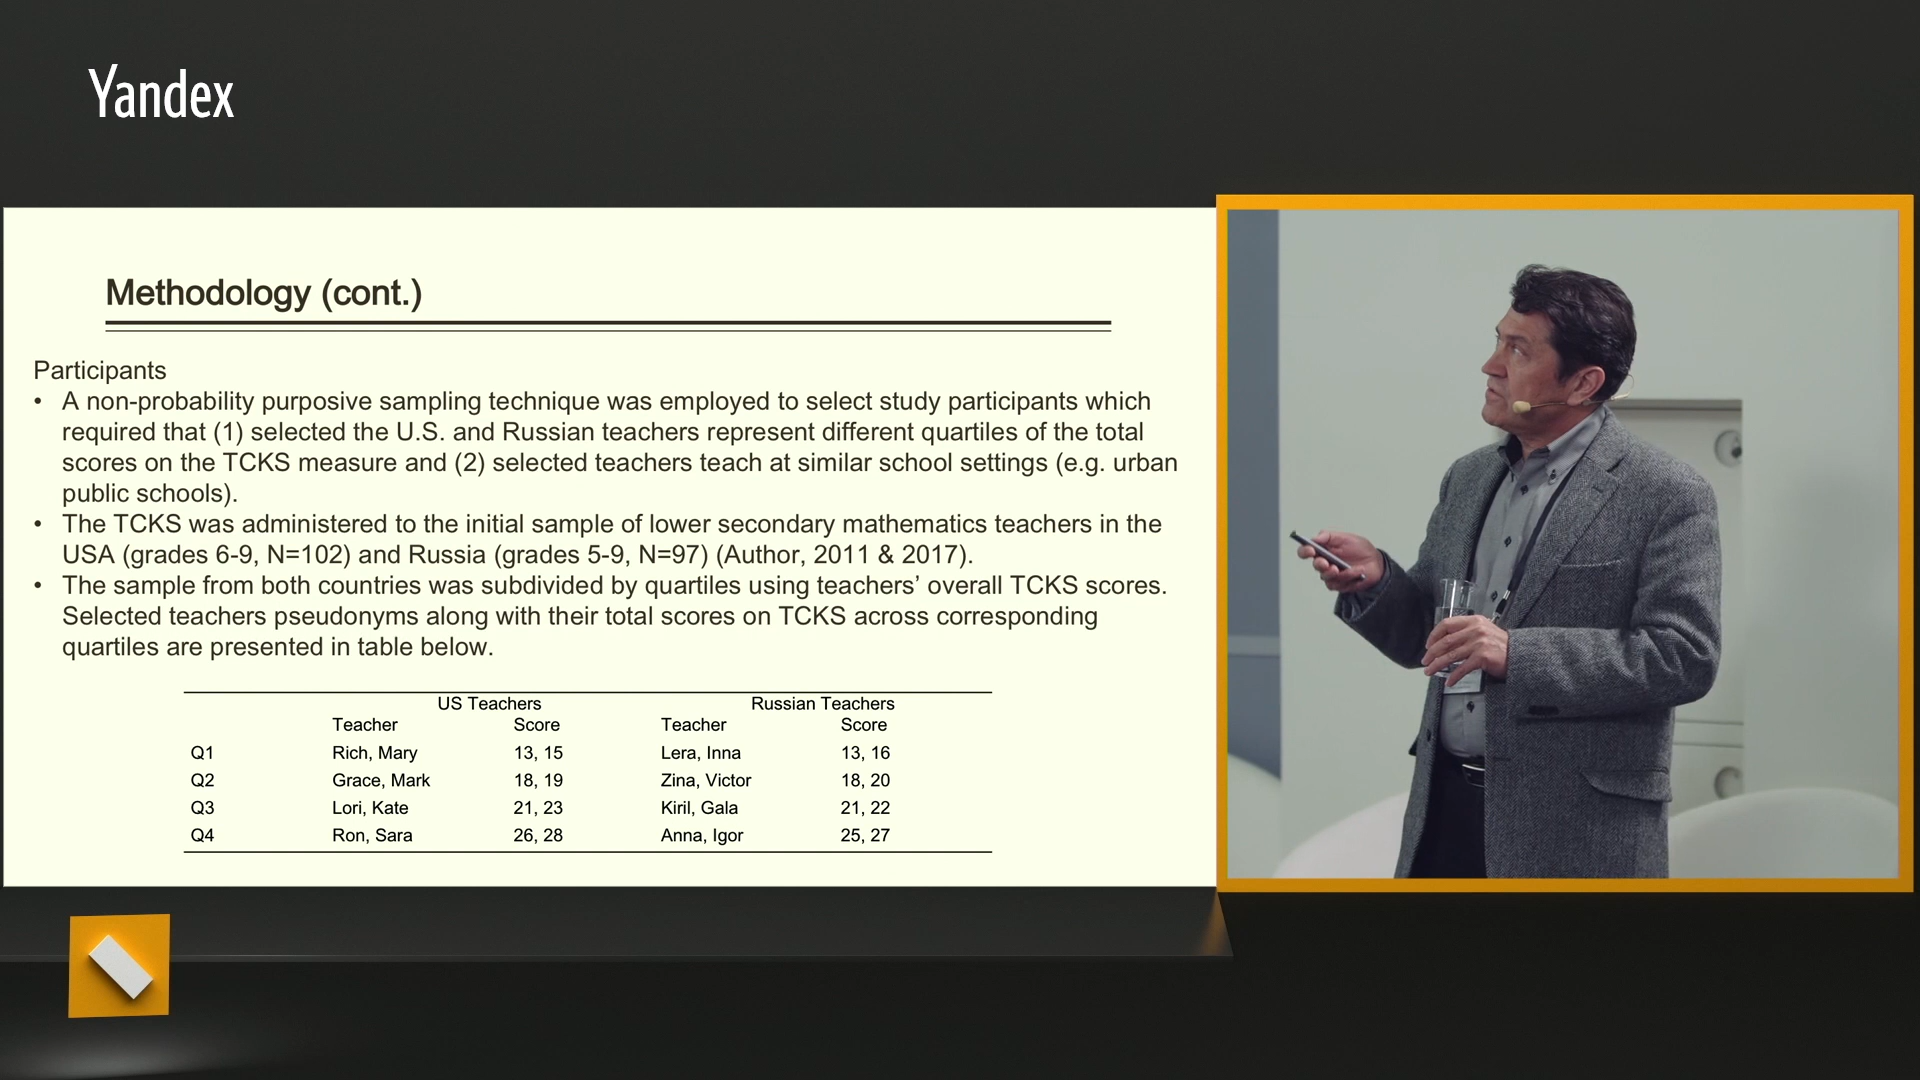 Yandex
Methodology (cont.)
Participants
• A non-probability purposive sampling technique was employed to select study participants which
required that (1) selected the U.S. and Russian teachers represent different quartiles of the total
scores on the TCKS measure and (2) selected teachers teach at similar school settings (e.g. urban
public schools).
• The TCKS was administered to the initial sample of lower secondary mathematics teachers in the
USA (grades 6-9, N=102) and Russia (grades 5-9, N=97) (Author, 2011 & 2017).
• The sample from both countries was subdivided by quartiles using teachers’ overall TCKS scores.
Selected teachers pseudonyms along with their total scores on TCKS across corresponding
quartiles are presented in table below.
US Teachers Russian Teachers
Teacher Score Teacher Score
Q1 Rich, Mary 13, 15 Lera, Inna 13, 16
Q2 Grace, Mark 18, 19 Zina, Victor 18, 20
Q3 Lori, Kate 21, 23 Kiril, Gala 21, 22
Q4 Ron, Sara 26, 28 Anna, Igor 25, 27